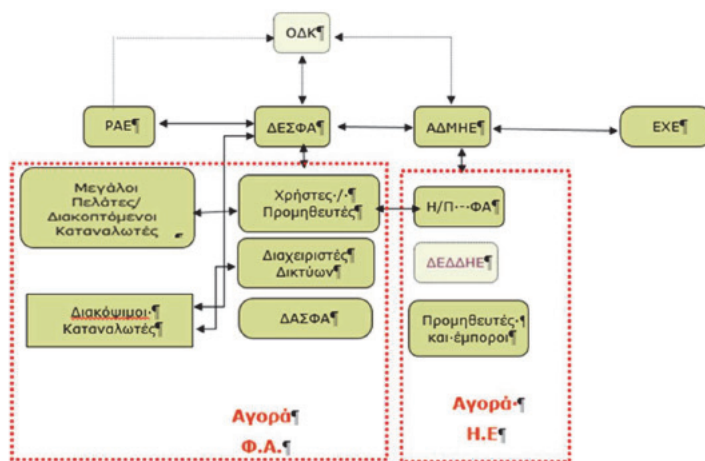 ΟΔΚ¶
ΡΑΕ¶
ΔΕΣΦΑ¶
ΑΔΜΗΕ¶
ΕΧΕ¶
Μεγάλοι
Πελάτες/
Διακοπτόμενοι
Καταναλωτές ¶
Χρήστες·/·¶
Προμηθευτές¶
Η/Π·-·ΦΑ¶
Διαχειριστές
Δικτύων¶
ΔΕΔΔΗΕ¶
Διακόψιμοι·¶
Καταναλωτές¶
ΔΑΣΦΑ¶
Προμηθευτές·¶
και·έμποροι¶
Αγορά¶
Φ.Α.¶
Αγορά·¶
Η.Ε¶